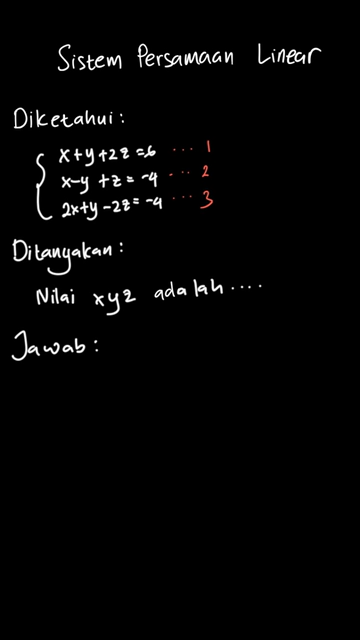 Sistem Persamaan Linear
Diketahui:
x+y+2z=6 ... 1
x-y+z=-4 ... 2
2x+y-2z=-4 ... 3
Ditanyakan:
Nilai xyz adalah ....
Jawab: